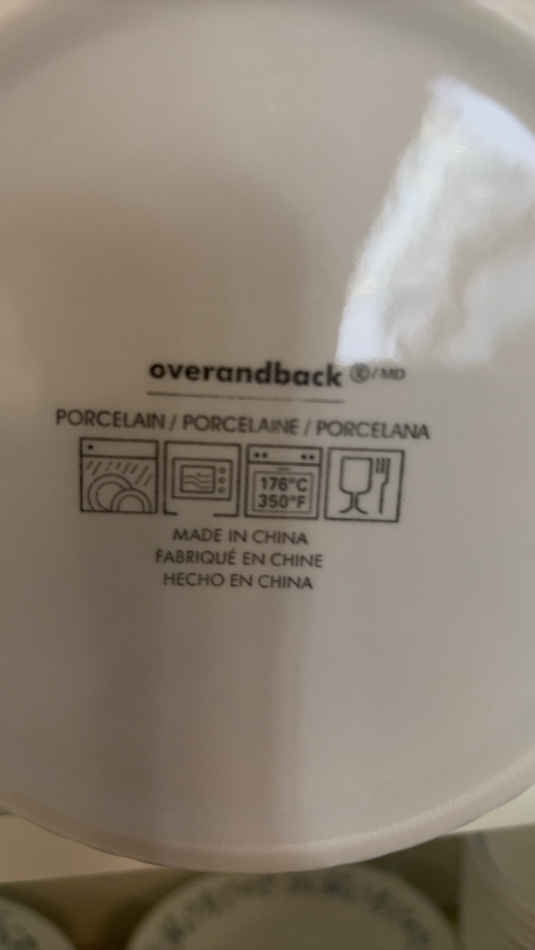 overandback ®/MD
PORCELAIN / PORCELAINE / PORCELANA
176°C
350°F
MADE IN CHINA
FABRIQUÉ EN CHINE
HECHO EN CHINA